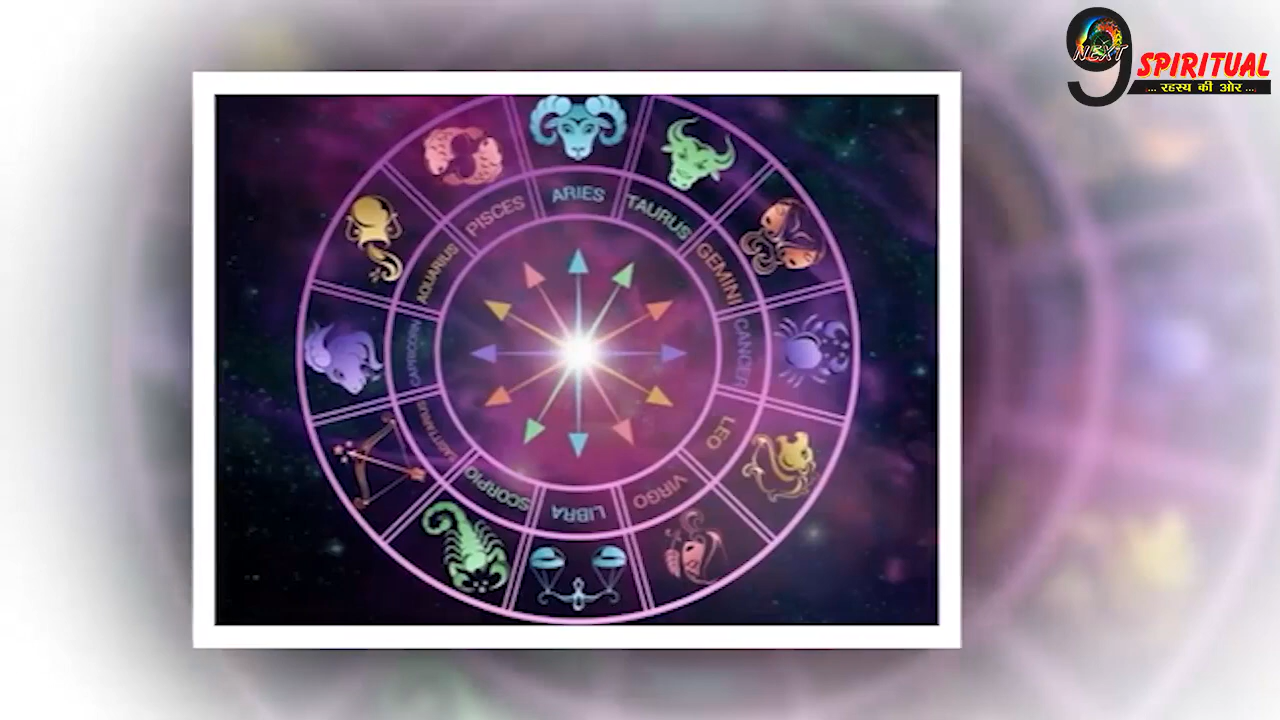 NEXT
9 SPIRITUAL
... रहस्य की ओर ...
ARIES
TAURUS
GEMINI
CANCER
LEO
VIRGO
LIBRA
SCORPIO
SAGITTARIUS
CAPRICORN
AQUARIUS
PISCES